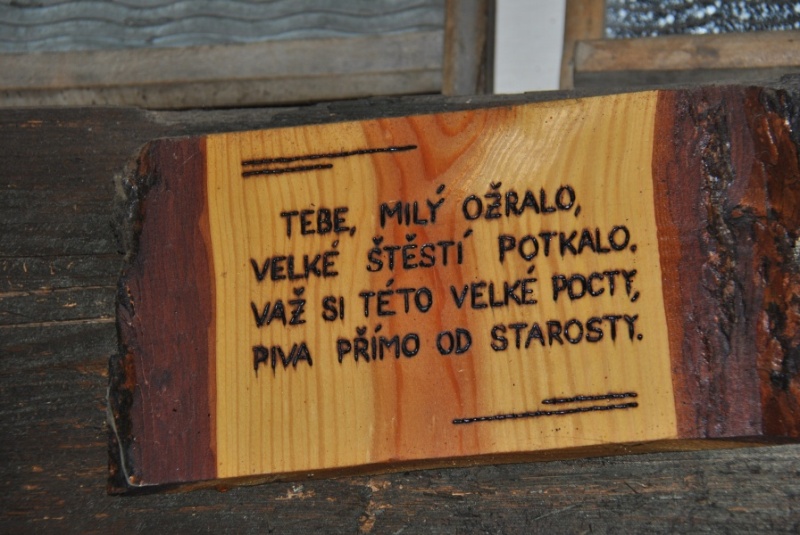 TEBE, MILÝ OŽRALO,
VELKÉ ŠTĚSTÍ POTKALO.
VAŽ SI TÉTO VELKÉ POCTY,
PIVA PŘÍMO OD STAROSTY.